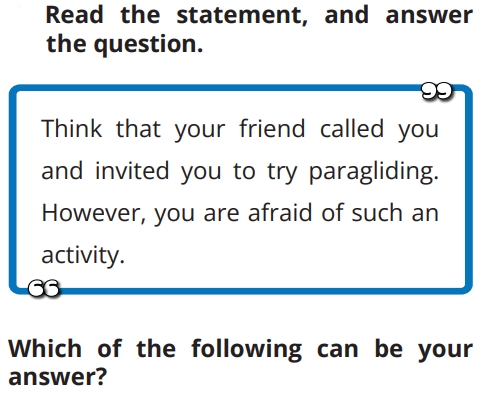 Read the statement, and answer
the question.
Think that your friend called you
and invited you to try paragliding.
However, you are afraid of such an
activity.
Which of the following can be your
answer?